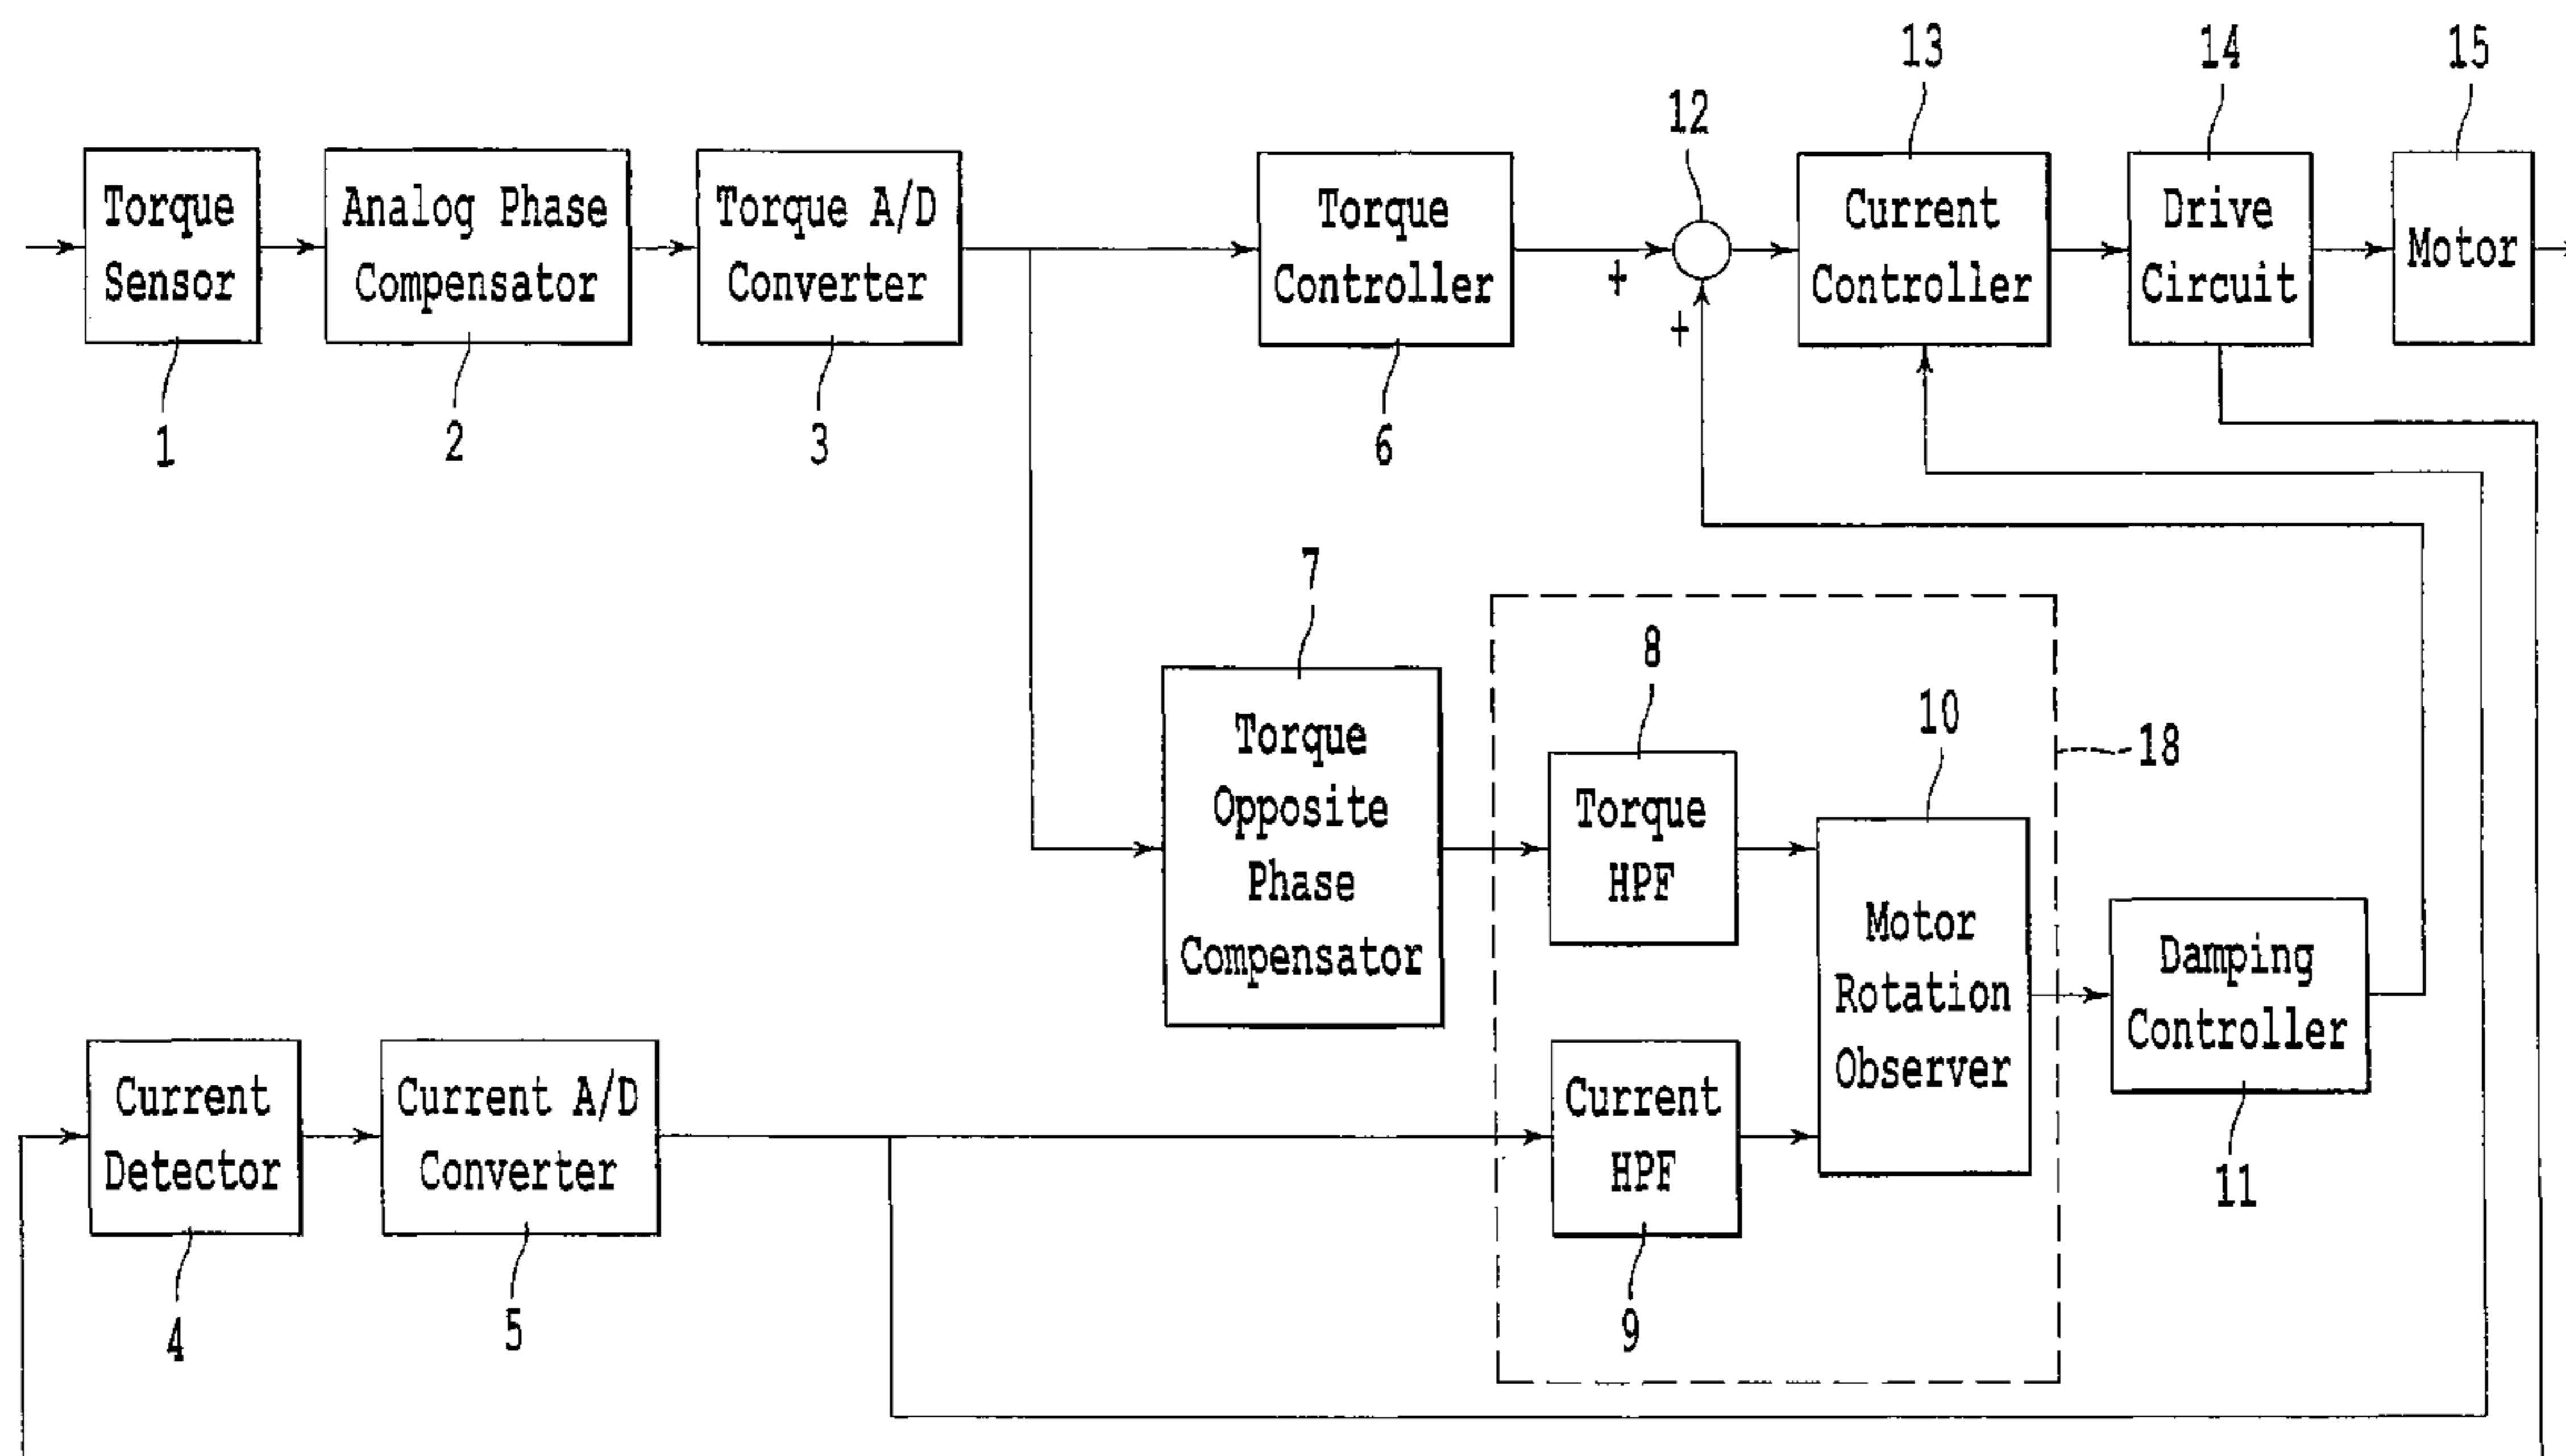 13
14
15
12
Torque
Sensor
Analog Phase
Compensator
Torque A/D
Converter
Torque
Controller
Current
Controller
Drive
Circuit
Motor
+
+
1
2
3
6
7
8
10
18
Torque
Opposite
Phase
Compensator
Torque
HPF
Motor
Rotation
Observer
Damping
Controller
11
Current
Detector
Current A/D
Converter
Current
HPF
4
5
9